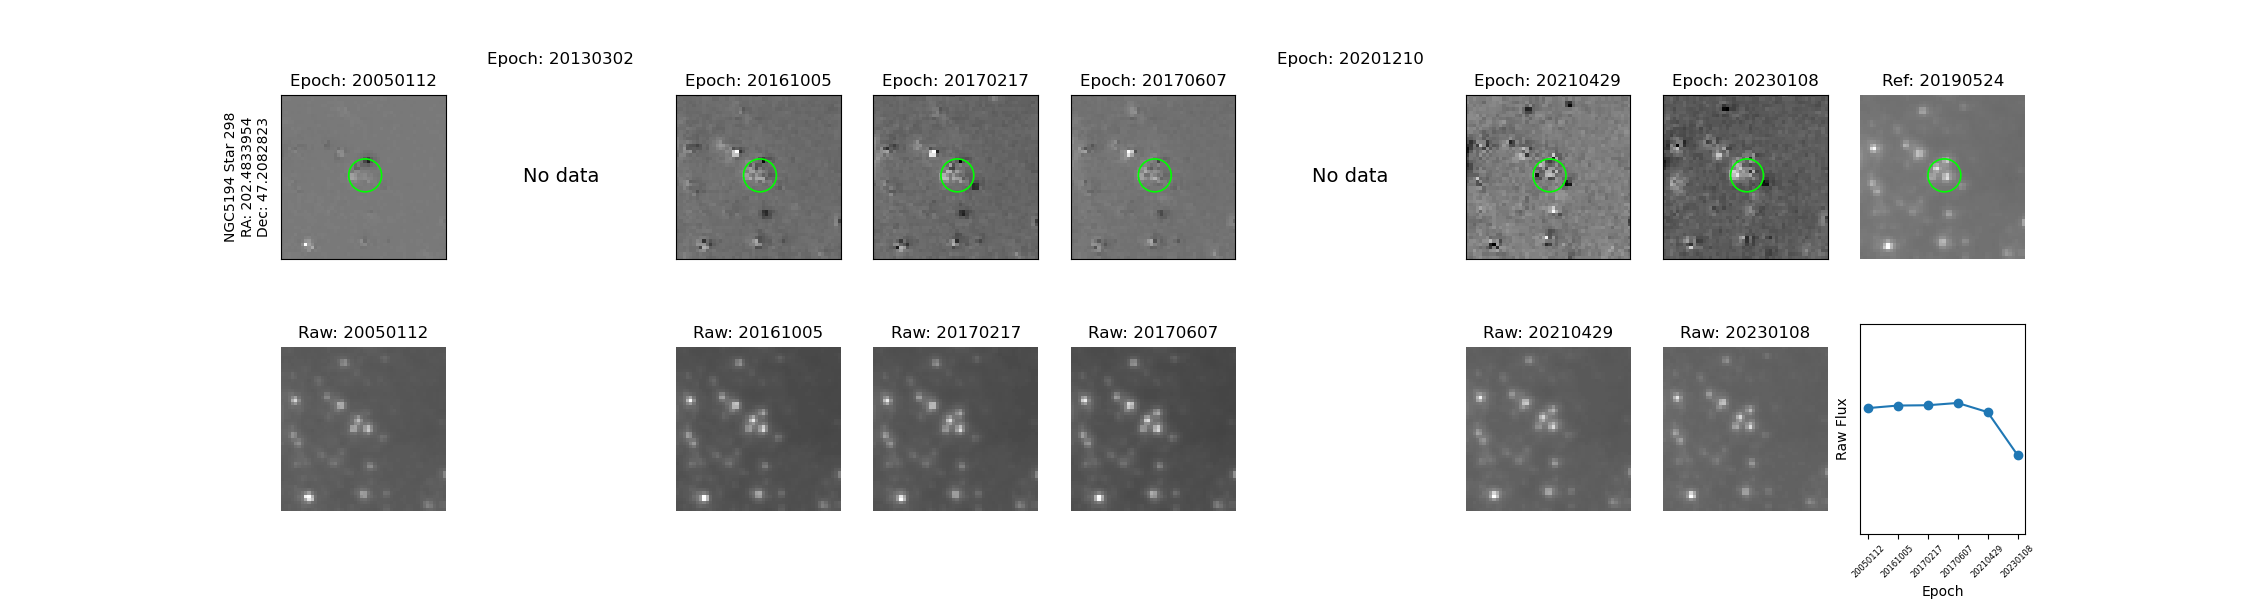 Epoch: 20130302
Epoch: 20201210
Epoch: 20050112
Epoch: 20161005
Epoch: 20170217
Epoch: 20170607
Epoch: 20210429
Epoch: 20230108
Ref: 20190524
NGC5194 Star 298
RA: 202.4833954
Dec: 47.2082823
No data
No data
Raw: 20050112
Raw: 20161005
Raw: 20170217
Raw: 20170607
Raw: 20210429
Raw: 20230108
Raw Flux
20050112
20161005
20170217
20170607
20210429
20230108
Epoch